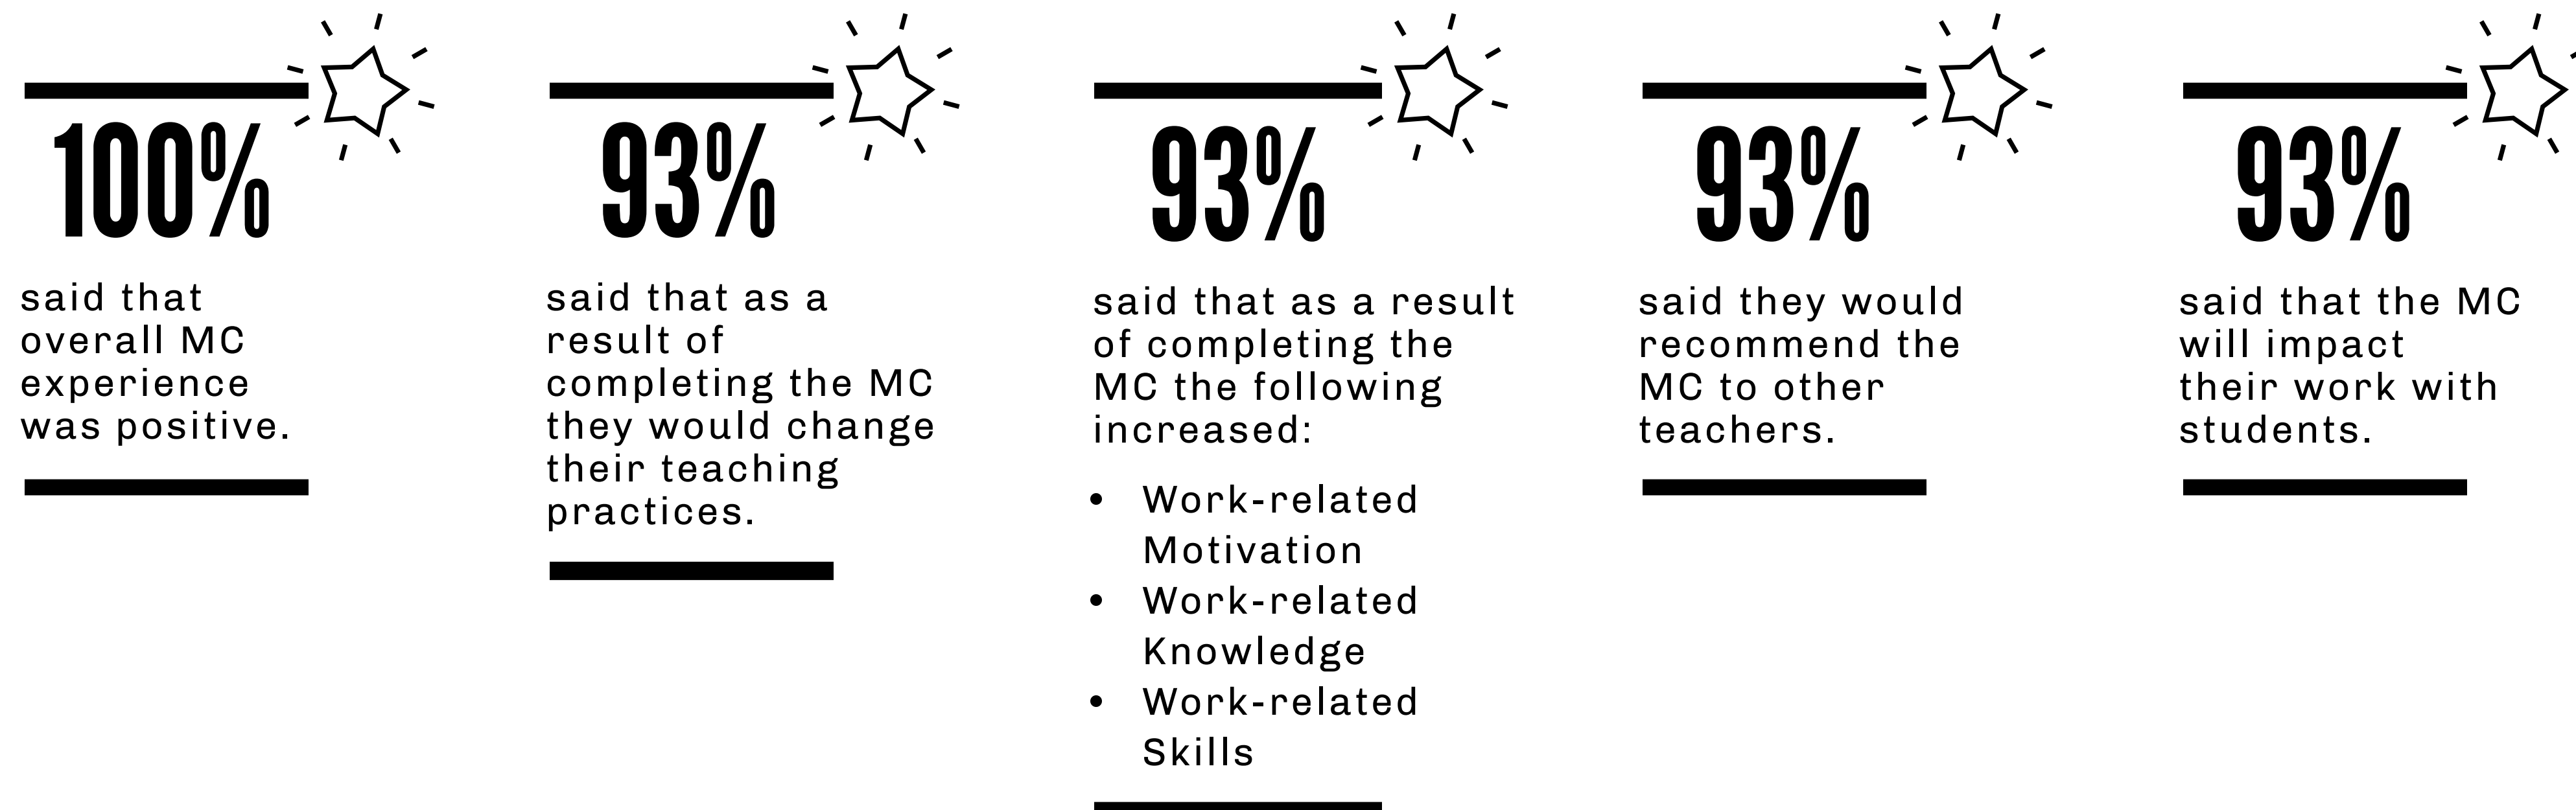 100%
said that
overall MC
experience
was positive.
93%
said that as a
result of
completing the MC
they would change
their teaching
practices.
93%
said that as a result
of completing the
MC the following
increased:
• Work-related
Motivation
• Work-related
Knowledge
• Work-related
Skills
93%
said they would
recommend the
MC to other
teachers.
93%
said that the MC
will impact
their work with
students.